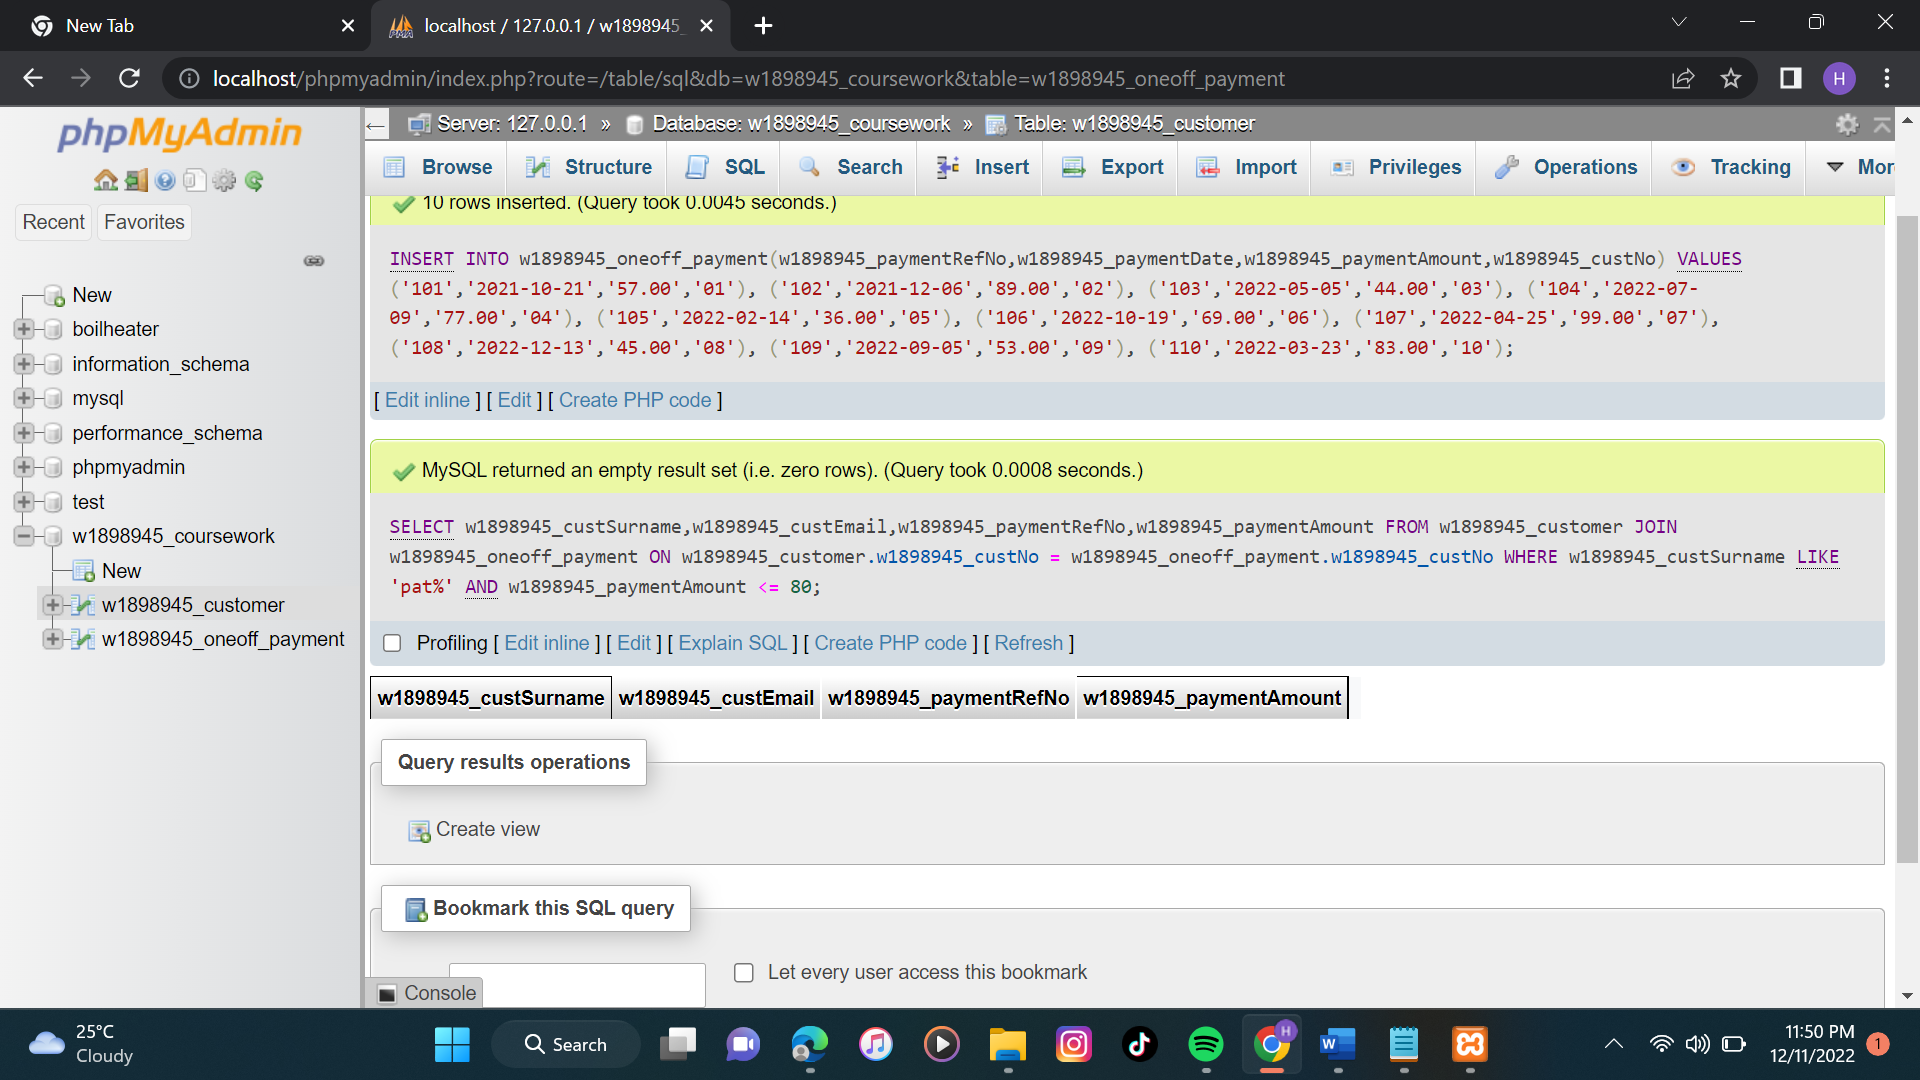 New Tab
localhost / 127.0.0.1 / w1898945_
localhost/phpmyadmin/index.php?route=/table/sql&db=w1898945_coursework&table=w1898945_oneoff_payment
H
phpMyAdmin
Recent
Favorites
New
boilheater
information_schema
mysql
performance_schema
phpmyadmin
test
w1898945_coursework
New
w1898945_customer
w1898945_oneoff_payment
Server: 127.0.0.1 » Database: w1898945_coursework » Table: w1898945_customer
Browse Structure SQL Search Insert Export Import Privileges Operations Tracking Mor
10 rows inserted. (Query took 0.0045 seconds.)
INSERT INTO w1898945_oneoff_payment(w1898945_paymentRefNo,w1898945_paymentDate,w1898945_paymentAmount,w1898945_custNo) VALUES
('101','2021-10-21','57.00','01'), ('102','2021-12-06','89.00','02'), ('103','2022-05-05','44.00','03'), ('104','2022-07-
09','77.00','04'), ('105','2022-02-14','36.00','05'), ('106','2022-10-19','69.00','06'), ('107','2022-04-25','99.00','07'),
('108','2022-12-13','45.00','08'), ('109','2022-09-05','53.00','09'), ('110','2022-03-23','83.00','10');
[ Edit inline ] [ Edit ] [ Create PHP code ]
MySQL returned an empty result set (i.e. zero rows). (Query took 0.0008 seconds.)
SELECT w1898945_custSurname,w1898945_custEmail,w1898945_paymentRefNo,w1898945_paymentAmount FROM w1898945_customer JOIN
w1898945_oneoff_payment ON w1898945_customer.w1898945_custNo = w1898945_oneoff_payment.w1898945_custNo WHERE w1898945_custSurname LIKE
'pat%' AND w1898945_paymentAmount <= 80;
Profiling [ Edit inline ] [ Edit ] [ Explain SQL ] [ Create PHP code ] [ Refresh ]
w1898945_custSurname w1898945_custEmail w1898945_paymentRefNo w1898945_paymentAmount
Query results operations
Create view
Bookmark this SQL query
Let every user access this bookmark
Console
25°C
Cloudy
Search
H
W
11:50 PM
12/11/2022
1